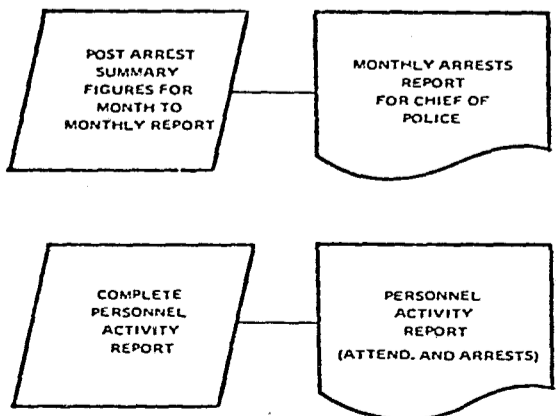 POST ARREST
SUMMARY
FIGURES FOR
MONTH TO
MONTHLY REPORT
MONTHLY ARRESTS
REPORT
FOR CHIEF OF
POLICE
COMPLETE
PERSONNEL
ACTIVITY
REPORT
PERSONNEL
ACTIVITY
REPORT
(ATTEND. AND ARRESTS)